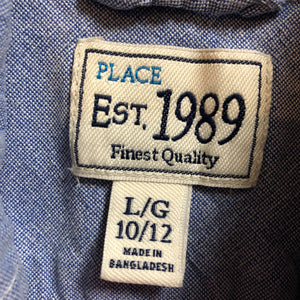 PLACE
EST. 1989
Finest Quality
L/G
10/12
MADE IN
BANGLADESH